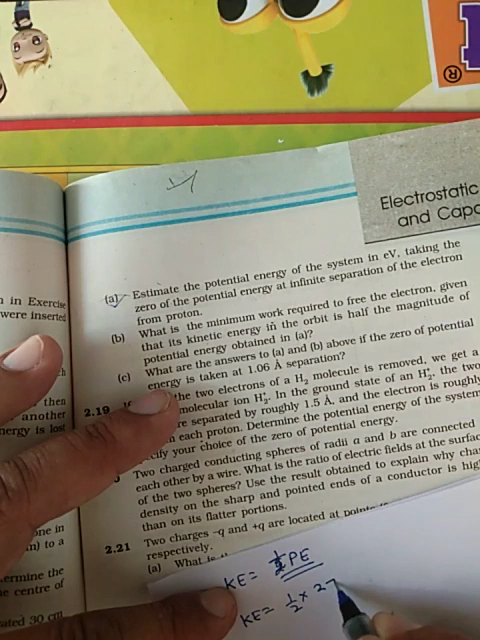 ®
Electrostatic
and Capa
n in Exercise
were inserted
then
another
nergy is lost
one in
m) to a
ermine the
e centre of
ated 30 cm
(a) Estimate the potential energy of the system in eV, taking the
zero of the potential energy at infinite separation of the electron
from proton.
(b) What is the minimum work required to free the electron, given
that its kinetic energy in the orbit is half the magnitude of
potential energy obtained in (a)?
(c) What are the answers to (a) and (b) above if the zero of potential
energy is taken at 1.06 Å separation?
2.19 the two electrons of a H₂ molecule is removed, we get a
molecular ion H₂⁺. In the ground state of an H₂⁺, the two
re separated by roughly 1.5 Å, and the electron is roughly
each proton. Determine the potential energy of the system
cify your choice of the zero of potential energy.
Two charged conducting spheres of radii a and b are connected
each other by a wire. What is the ratio of electric fields at the surfac
of the two spheres? Use the result obtained to explain why char
density on the sharp and pointed ends of a conductor is high
than on its flatter portions.
2.21 Two charges –q and +q are located at points
respectively.
(a) What is
KE = ½ PE
KE = ½ × 27